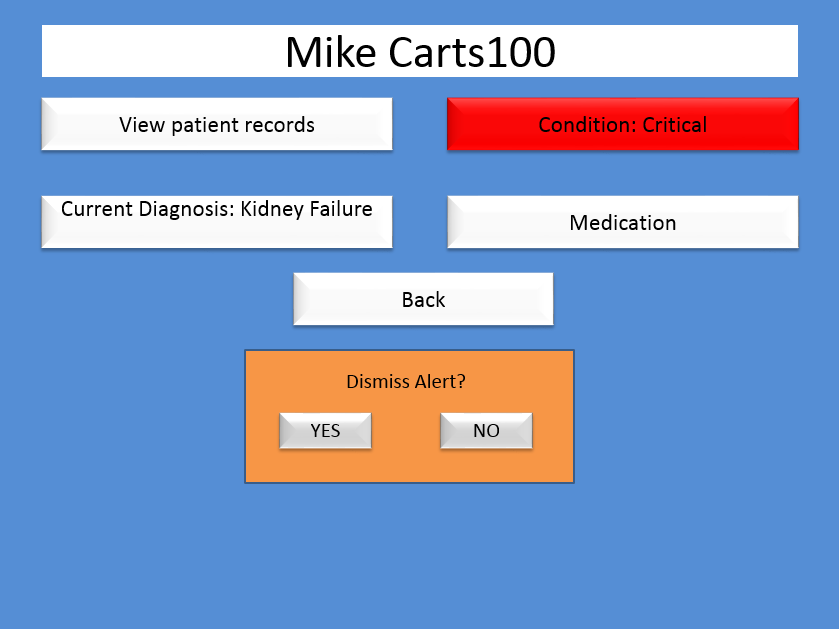 Mike Carts100
View patient records
Condition: Critical
Current Diagnosis: Kidney Failure
Medication
Back
Dismiss Alert?
YES
NO